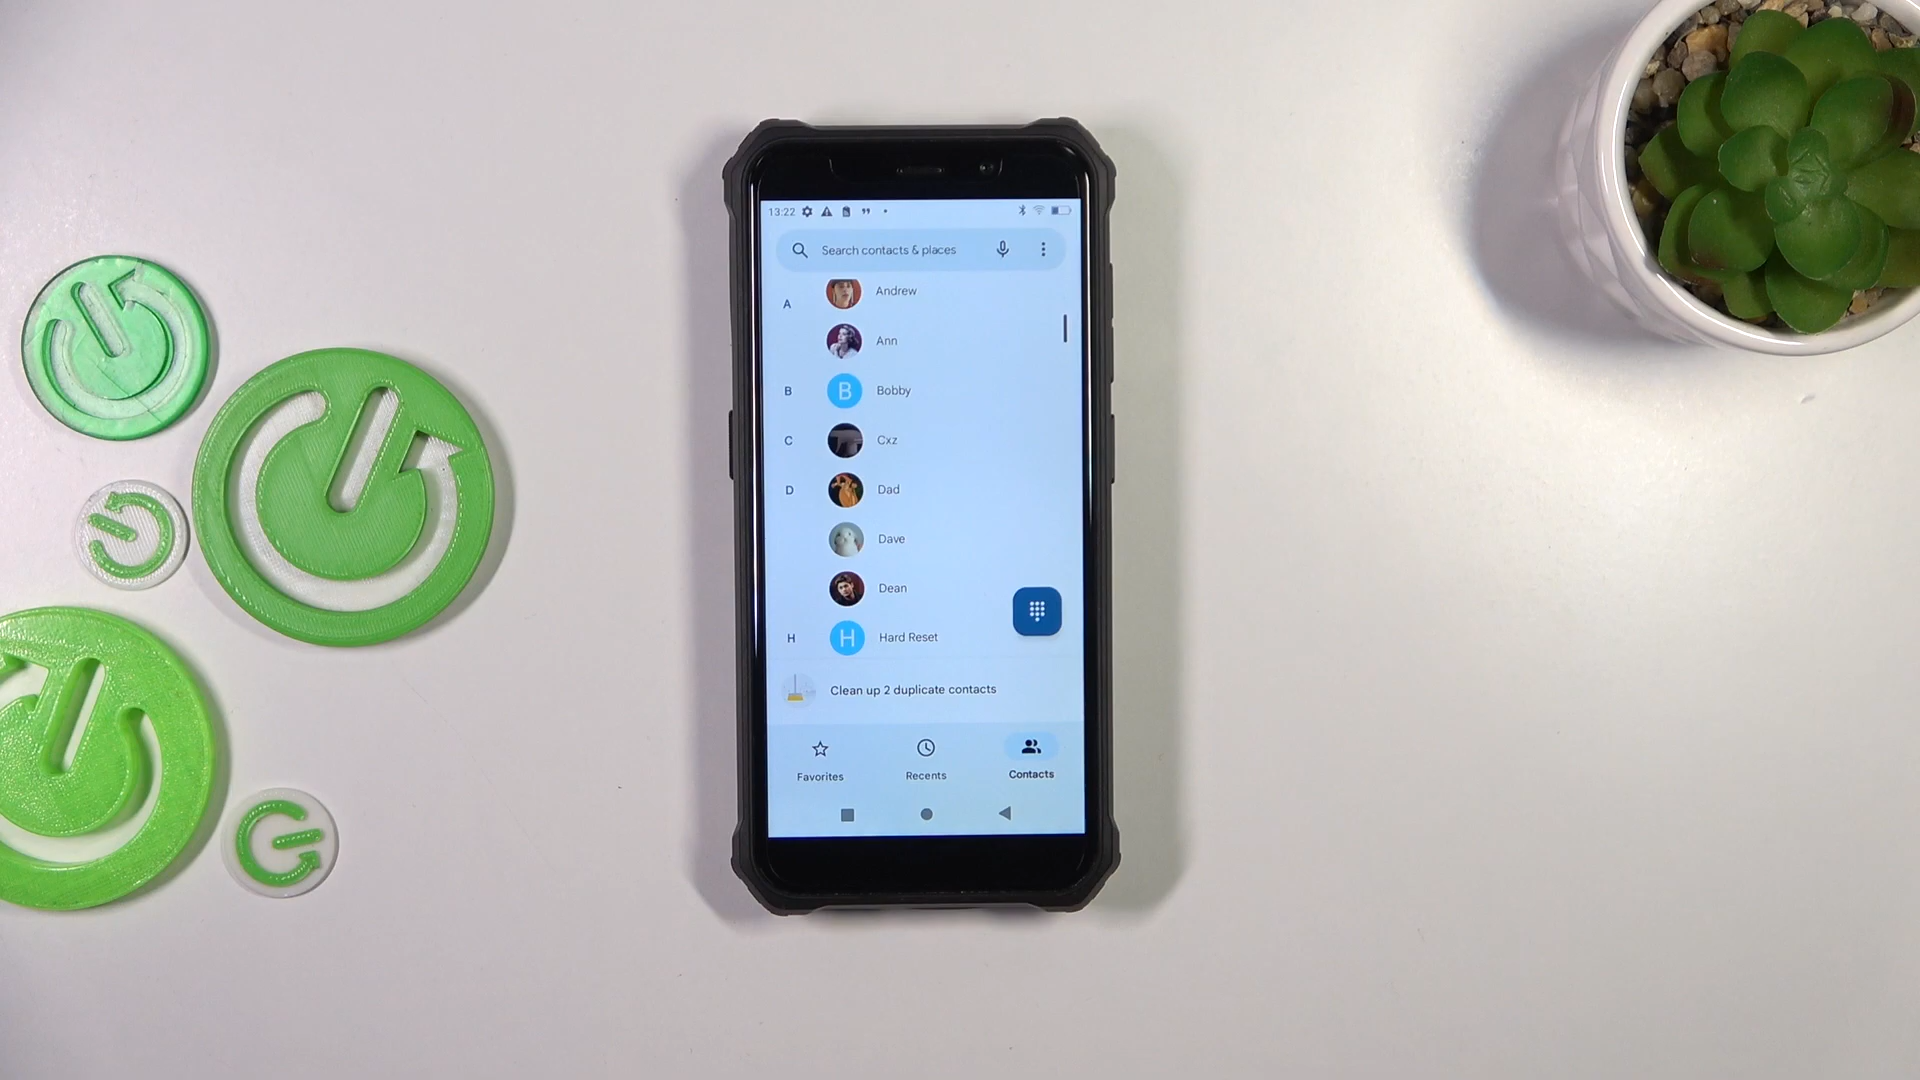 13:22
Search contacts & places
A
Andrew
Ann
B
B
Bobby
C
Cxz
D
Dad
Dave
Dean
H
H
Hard Reset
Clean up 2 duplicate contacts
Favorites
Recents
Contacts